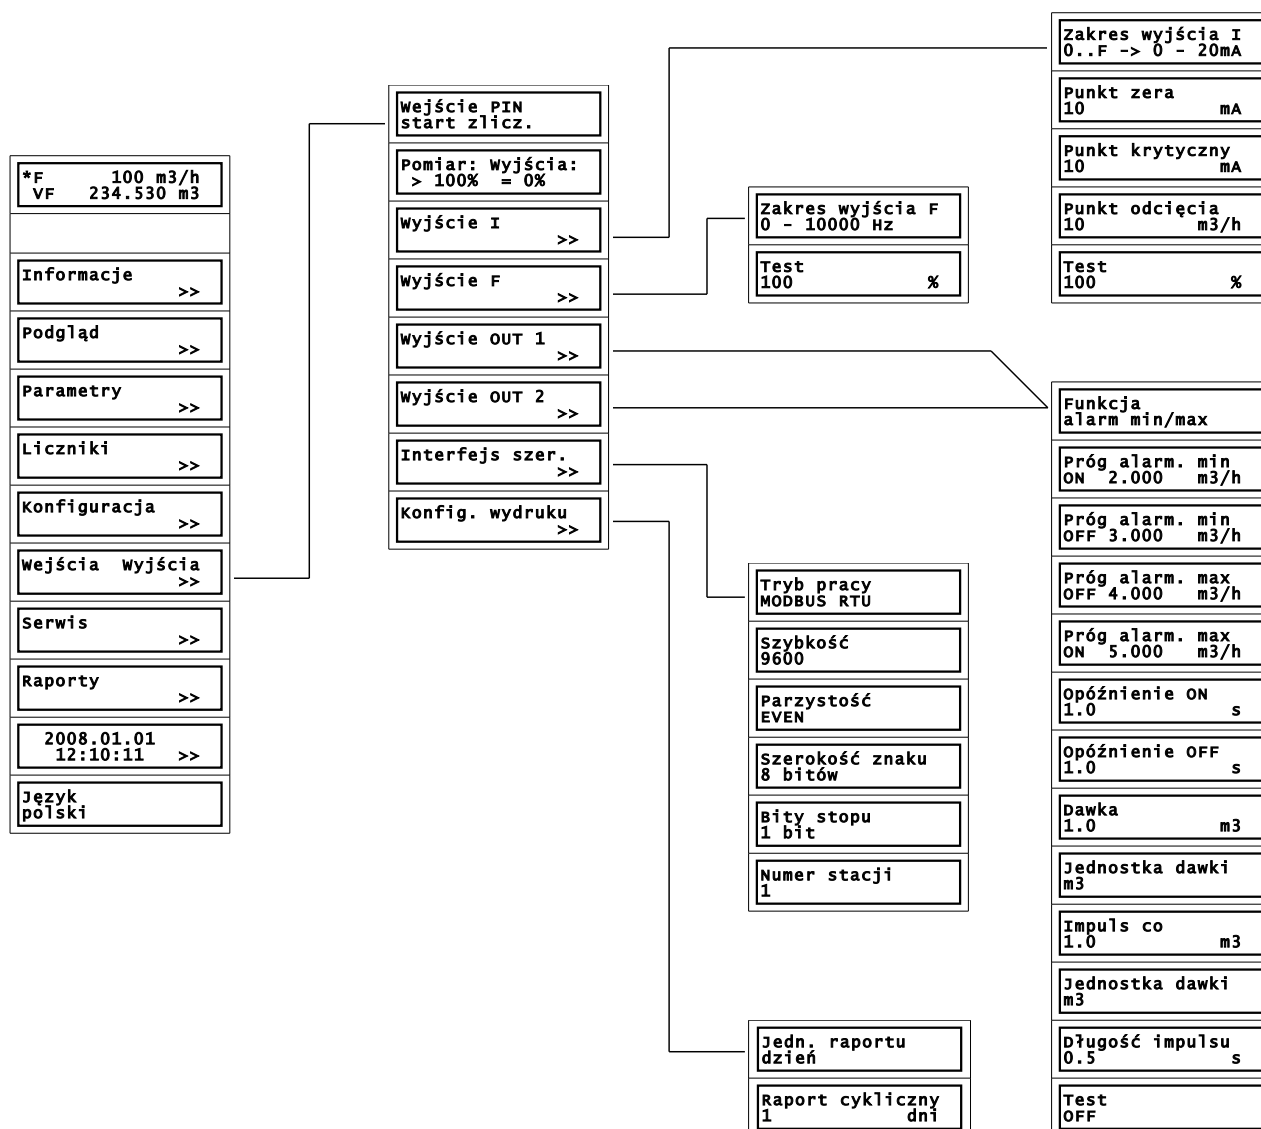 *F 100 m3/h
VF 234.530 m3
Informacje
>>
Podgląd
>>
Parametry
>>
Liczniki
>>
Konfiguracja
>>
Wejścia Wyjścia
>>
Serwis
>>
Raporty
>>
2008.01.01
12:10:11 >>
Język
polski
Wejście PIN
start zlicz.
Pomiar: Wyjścia:
> 100% = 0%
Wyjście I
>>
Wyjście F
>>
Wyjście OUT 1
>>
Wyjście OUT 2
>>
Interfejs szer.
>>
Konfig. wydruku
>>
Zakres wyjścia F
0 - 10000 Hz
Test
100 %
Tryb pracy
MODBUS RTU
Szybkość
9600
Parzystość
EVEN
Szerokość znaku
8 bitów
Bity stopu
1 bit
Numer stacji
1
Jedn. raportu
dzień
Raport cykliczny
1 dni
Zakres wyjścia I
0..F -> 0 - 20mA
Punkt zera
10 mA
Punkt krytyczny
10 mA
Punkt odcięcia
10 m3/h
Test
100 %
Funkcja
alarm min/max
Próg alarm. min
ON 2.000 m3/h
Próg alarm. min
OFF 3.000 m3/h
Próg alarm. max
OFF 4.000 m3/h
Próg alarm. max
ON 5.000 m3/h
Opóźnienie ON
1.0 s
Opóźnienie OFF
1.0 s
Dawka
1.0 m3
Jednostka dawki
m3
Impuls co
1.0 m3
Jednostka dawki
m3
Długość impulsu
0.5 s
Test
OFF